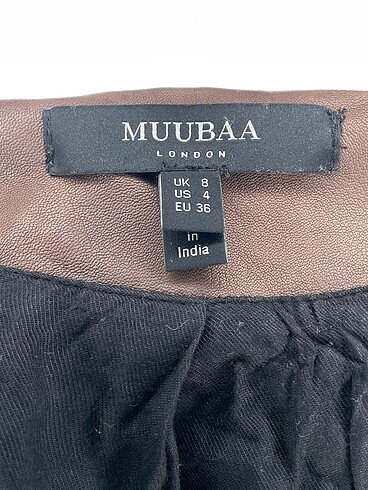 MUUBAA
LONDON
UK 8
US 4
EU 36
in
India